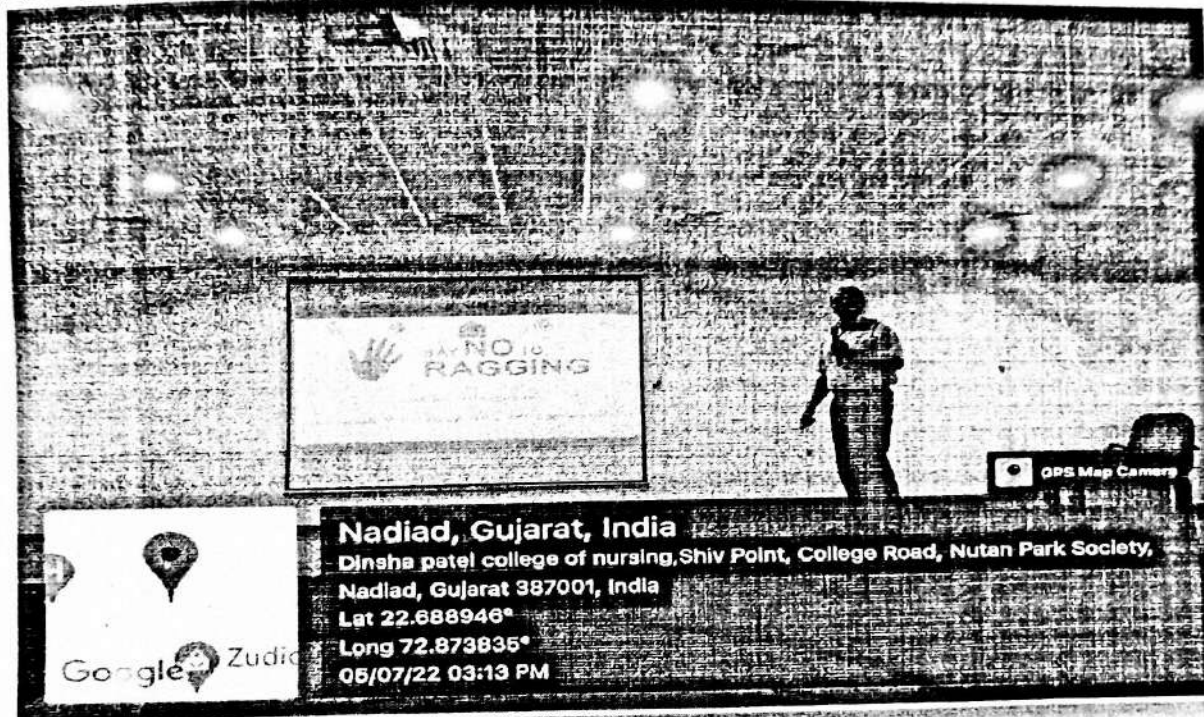 SAY NO TO
RAGGING
GPS Map Camera
Nadiad, Gujarat, India
Dinsha patel college of nursing,Shiv Point, College Road, Nutan Park Society,
Nadiad, Gujarat 387001, India
Lat 22.688946°
Long 72.873835°
05/07/22 03:13 PM
Google
Zudio